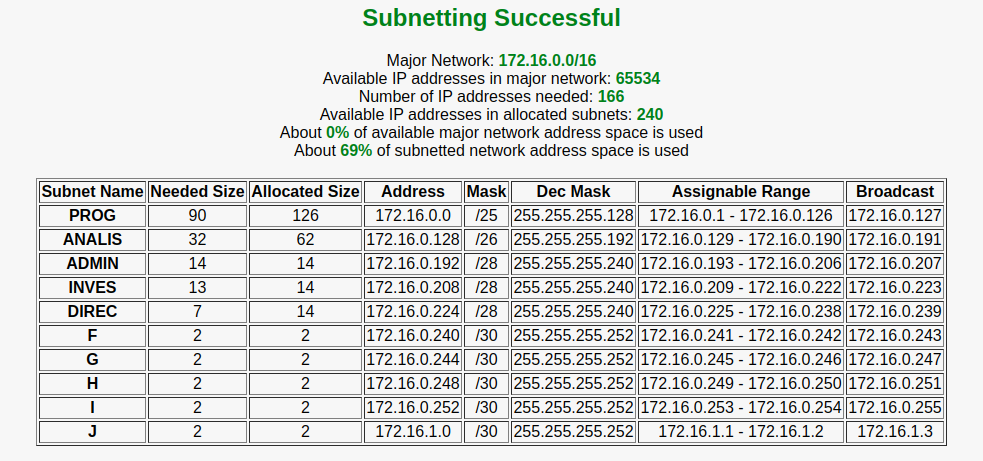 Subnetting Successful
Major Network: 172.16.0.0/16
Available IP addresses in major network: 65534
Number of IP addresses needed: 166
Available IP addresses in allocated subnets: 240
About 0% of available major network address space is used
About 69% of subnetted network address space is used
Subnet Name Needed Size Allocated Size Address Mask Dec Mask Assignable Range Broadcast
PROG 90 126 172.16.0.0 /25 255.255.255.128 172.16.0.1 - 172.16.0.126 172.16.0.127
ANALIS 32 62 172.16.0.128 /26 255.255.255.192 172.16.0.129 - 172.16.0.190 172.16.0.191
ADMIN 14 14 172.16.0.192 /28 255.255.255.240 172.16.0.193 - 172.16.0.206 172.16.0.207
INVES 13 14 172.16.0.208 /28 255.255.255.240 172.16.0.209 - 172.16.0.222 172.16.0.223
DIREC 7 14 172.16.0.224 /28 255.255.255.240 172.16.0.225 - 172.16.0.238 172.16.0.239
F 2 2 172.16.0.240 /30 255.255.255.252 172.16.0.241 - 172.16.0.242 172.16.0.243
G 2 2 172.16.0.244 /30 255.255.255.252 172.16.0.245 - 172.16.0.246 172.16.0.247
H 2 2 172.16.0.248 /30 255.255.255.252 172.16.0.249 - 172.16.0.250 172.16.0.251
I 2 2 172.16.0.252 /30 255.255.255.252 172.16.0.253 - 172.16.0.254 172.16.0.255
J 2 2 172.16.1.0 /30 255.255.255.252 172.16.1.1 - 172.16.1.2 172.16.1.3